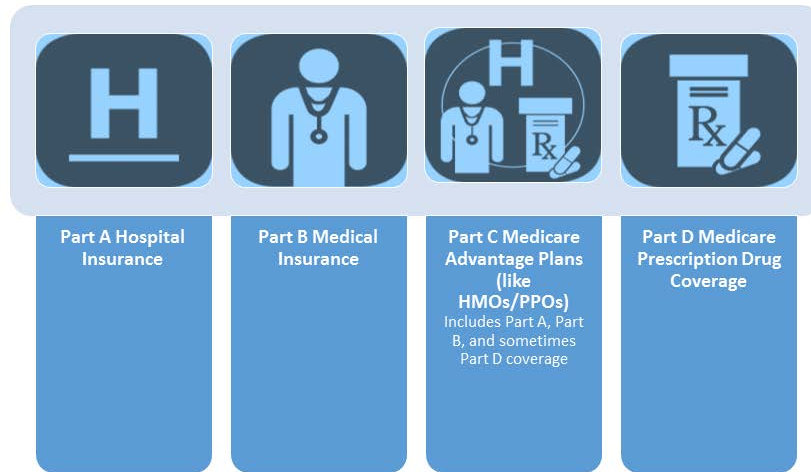 H
H
Rx
Rx
Part A Hospital
Insurance
Part B Medical
Insurance
Part C Medicare
Advantage Plans
(like
HMOs/PPOs)
Includes Part A, Part
B, and sometimes
Part D coverage
Part D Medicare
Prescription Drug
Coverage